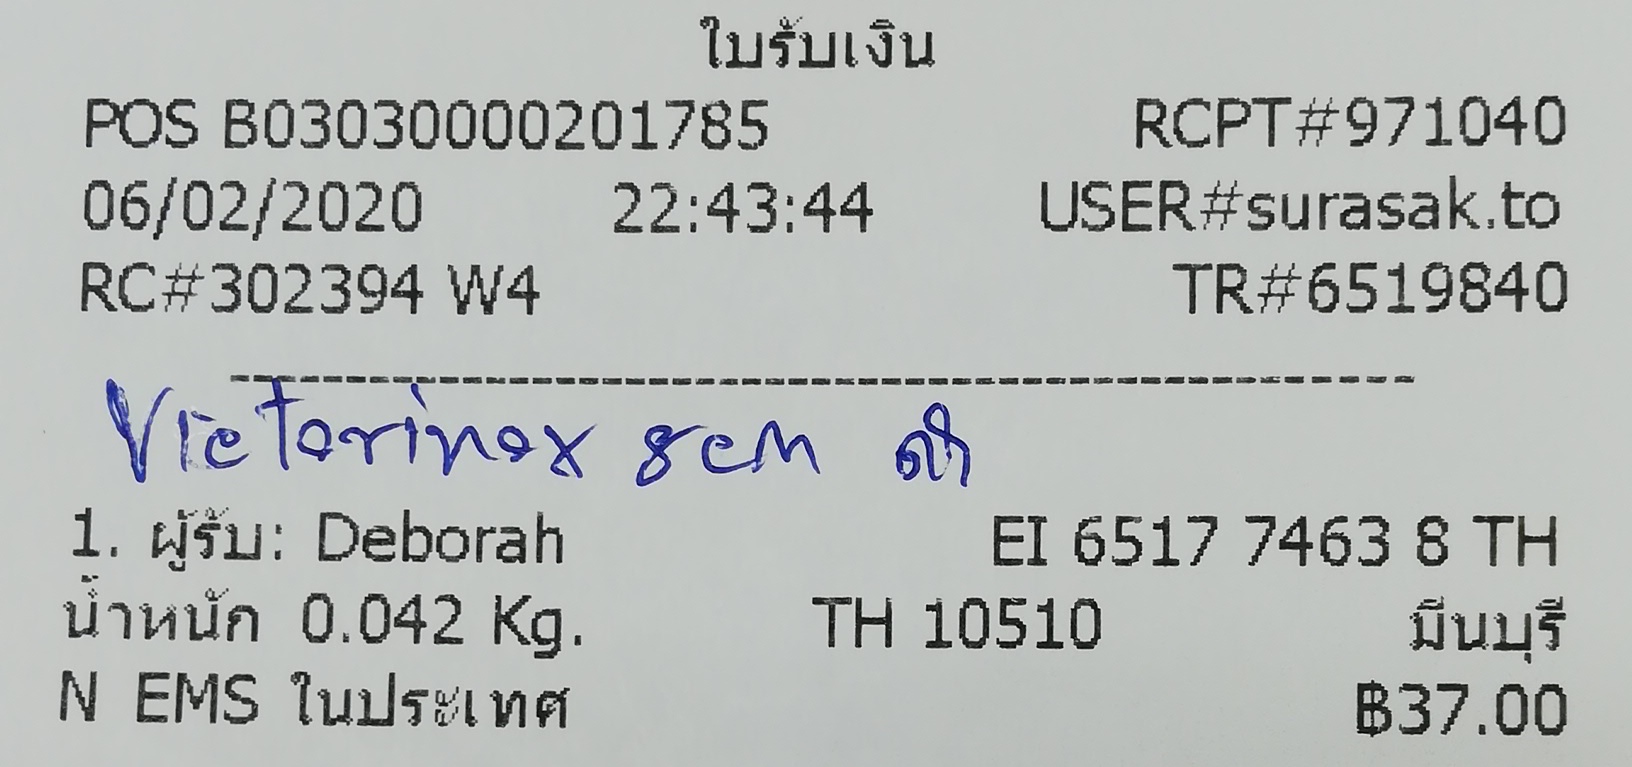 ใบรับเงิน
POS B03030000201785 RCPT#971040
06/02/2020 22:43:44 USER#surasak.to
RC#302394 W4 TR#6519840
--------------------------------------------------
Victorinox 8cm ดำ
1. ผู้รับ: Deborah EI 6517 7463 8 TH
น้ำหนัก 0.042 Kg. TH 10510 มีนบุรี
N EMS ในประเทศ ฿37.00